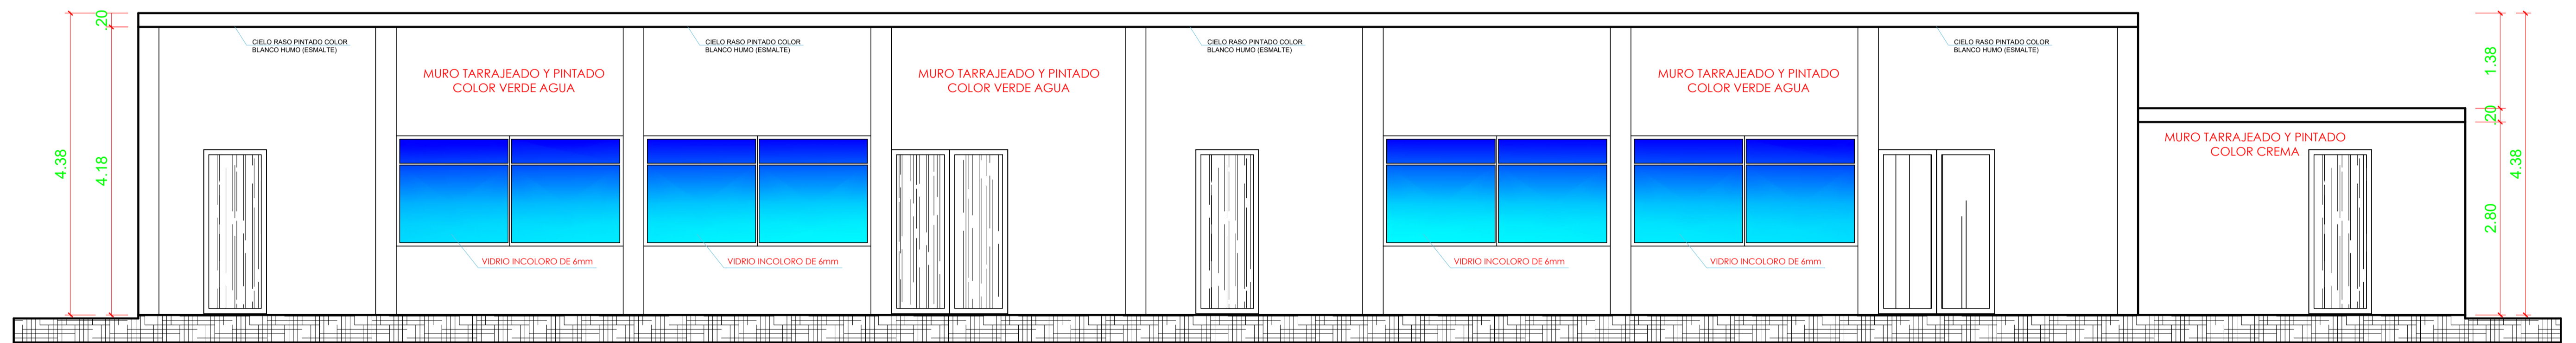 .20
4.38
4.18
CIELO RASO PINTADO COLOR
BLANCO HUMO (ESMALTE)
MURO TARRAJEADO Y PINTADO
COLOR VERDE AGUA
VIDRIO INCOLORO DE 6mm
CIELO RASO PINTADO COLOR
BLANCO HUMO (ESMALTE)
VIDRIO INCOLORO DE 6mm
MURO TARRAJEADO Y PINTADO
COLOR VERDE AGUA
CIELO RASO PINTADO COLOR
BLANCO HUMO (ESMALTE)
VIDRIO INCOLORO DE 6mm
MURO TARRAJEADO Y PINTADO
COLOR VERDE AGUA
VIDRIO INCOLORO DE 6mm
CIELO RASO PINTADO COLOR
BLANCO HUMO (ESMALTE)
MURO TARRAJEADO Y PINTADO
COLOR CREMA
1.38
.20
2.80
4.38